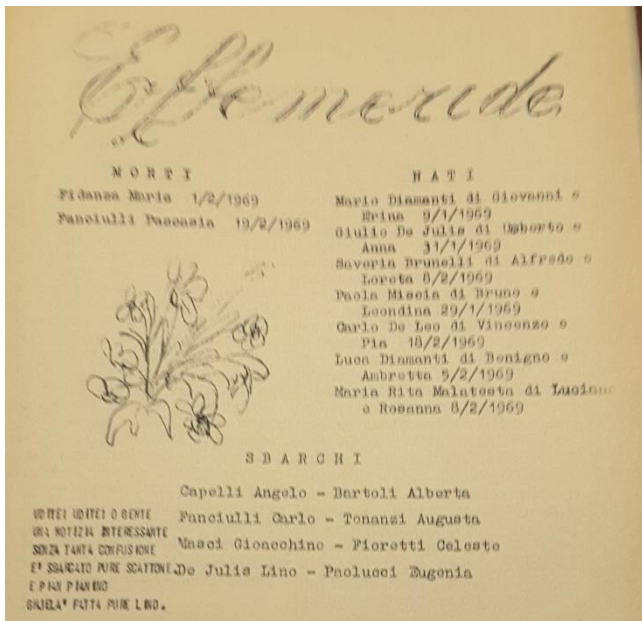 Effemeride
MORTI
Fidanza Maria 1/2/1969
Fanciulli Pascasia 19/2/1969
NATI
Mario Diamanti di Giovanni e
Erina 9/1/1969
Giulio De Julis di Umberto e
Anna 31/1/1969
Saveria Brunelli di Alfredo e
Loreta 8/2/1969
Paola Miscia di Bruno e
Leondina 29/1/1969
Carlo De Leo di Vincenzo e
Pia 18/2/1969
Luca Diamanti di Benigno e
Ambretta 5/2/1969
Maria Rita Malatesta di Luciano
e Rosanna 8/2/1969
SBARCHI
Capelli Angelo - Bartoli Alberta
Fanciulli Carlo - Tonanzi Augusta
Masci Gioacchino - Fioretti Celeste
De Julis Lino - Paolucci Eugenia
UDITE! UDITE! O GENTE
UNA NOTIZIA INTERESSANTE
SENZA TANTA CONFUSIONE
E' SBARCATO PURE SCATTONE
E PIAN PIANINO
FATTA PURE LINO.